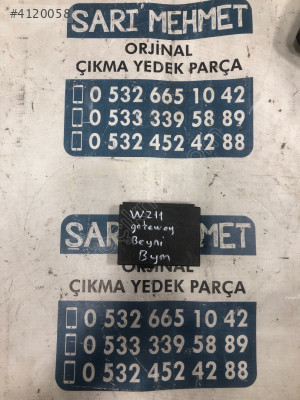 #4120058
SARI MEHMET
ORJİNAL
ÇIKMA YEDEK PARÇA
0 532 665 10 42
0 533 339 58 89
0 532 452 42 88
W211
gateway
Beyni
Bym
SARI MEHMET
ORJİNAL
ÇIKMA YEDEK PARÇA
0 532 665 10 42
0 533 339 58 89
0 532 452 42 88